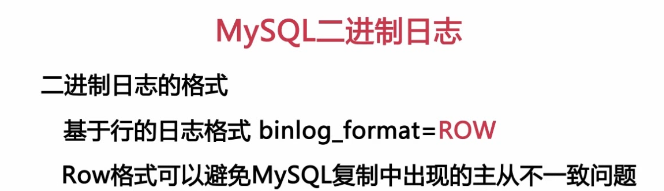 MySQL二进制日志
二进制日志的格式
基于行的日志格式 binlog_format=ROW
Row格式可以避免MySQL复制中出现的主从不一致问题